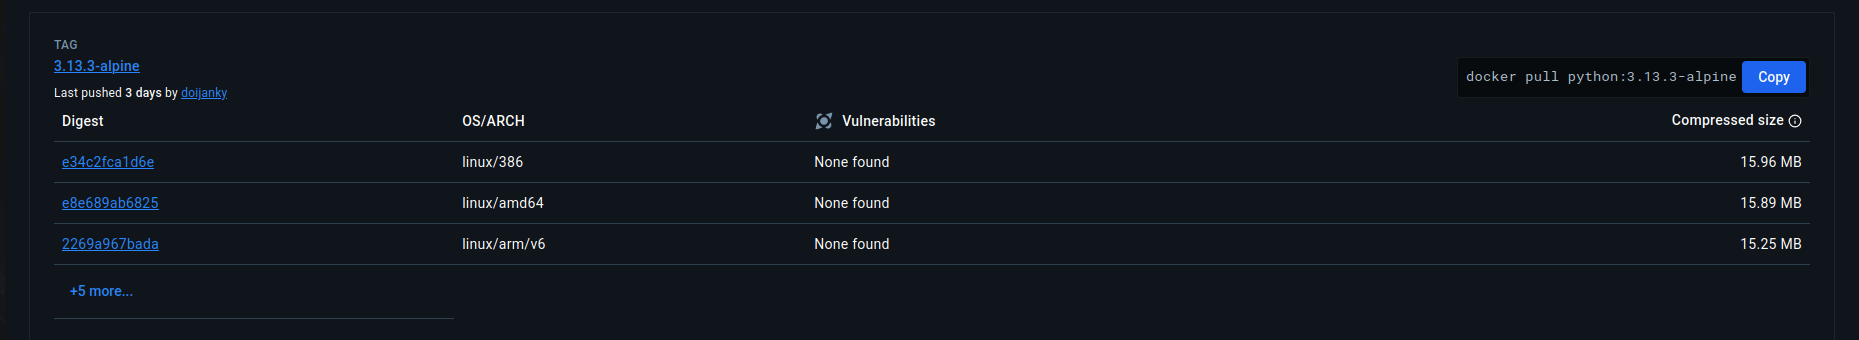 TAG
3.13.3-alpine
docker pull python:3.13.3-alpine Copy
Last pushed 3 days by doijanky
Digest OS/ARCH Vulnerabilities Compressed size
e34c2fca1d6e linux/386 None found 15.96 MB
e8e689ab6825 linux/amd64 None found 15.89 MB
2269a967bada linux/arm/v6 None found 15.25 MB
+5 more...